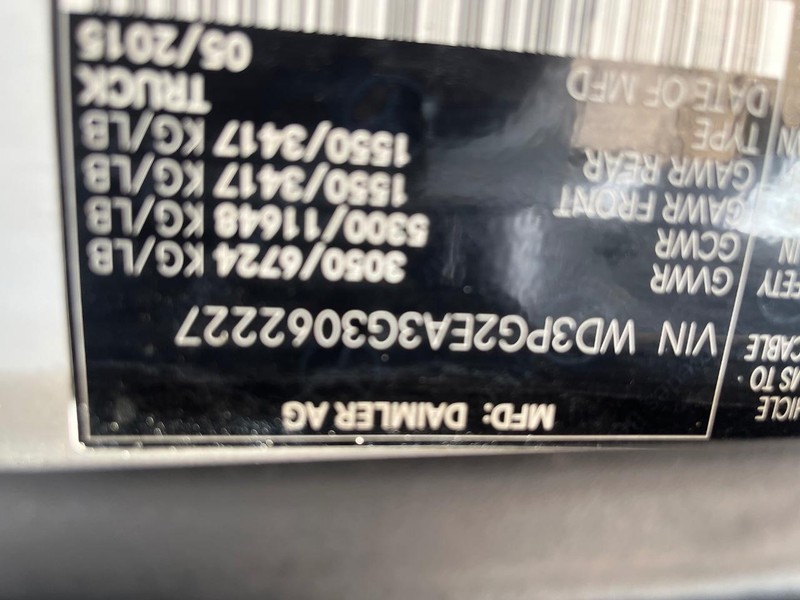 MFD: DAIMLER AG
VIN WD3PG2EA3G3062227
GVWR 3050/6724 KG/LB
GCWR 5300/11648 KG/LB
GAWR FRONT 1550/3417 KG/LB
GAWR REAR 1550/3417 KG/LB
TYPE TRUCK
DATE OF MFD 05/2015